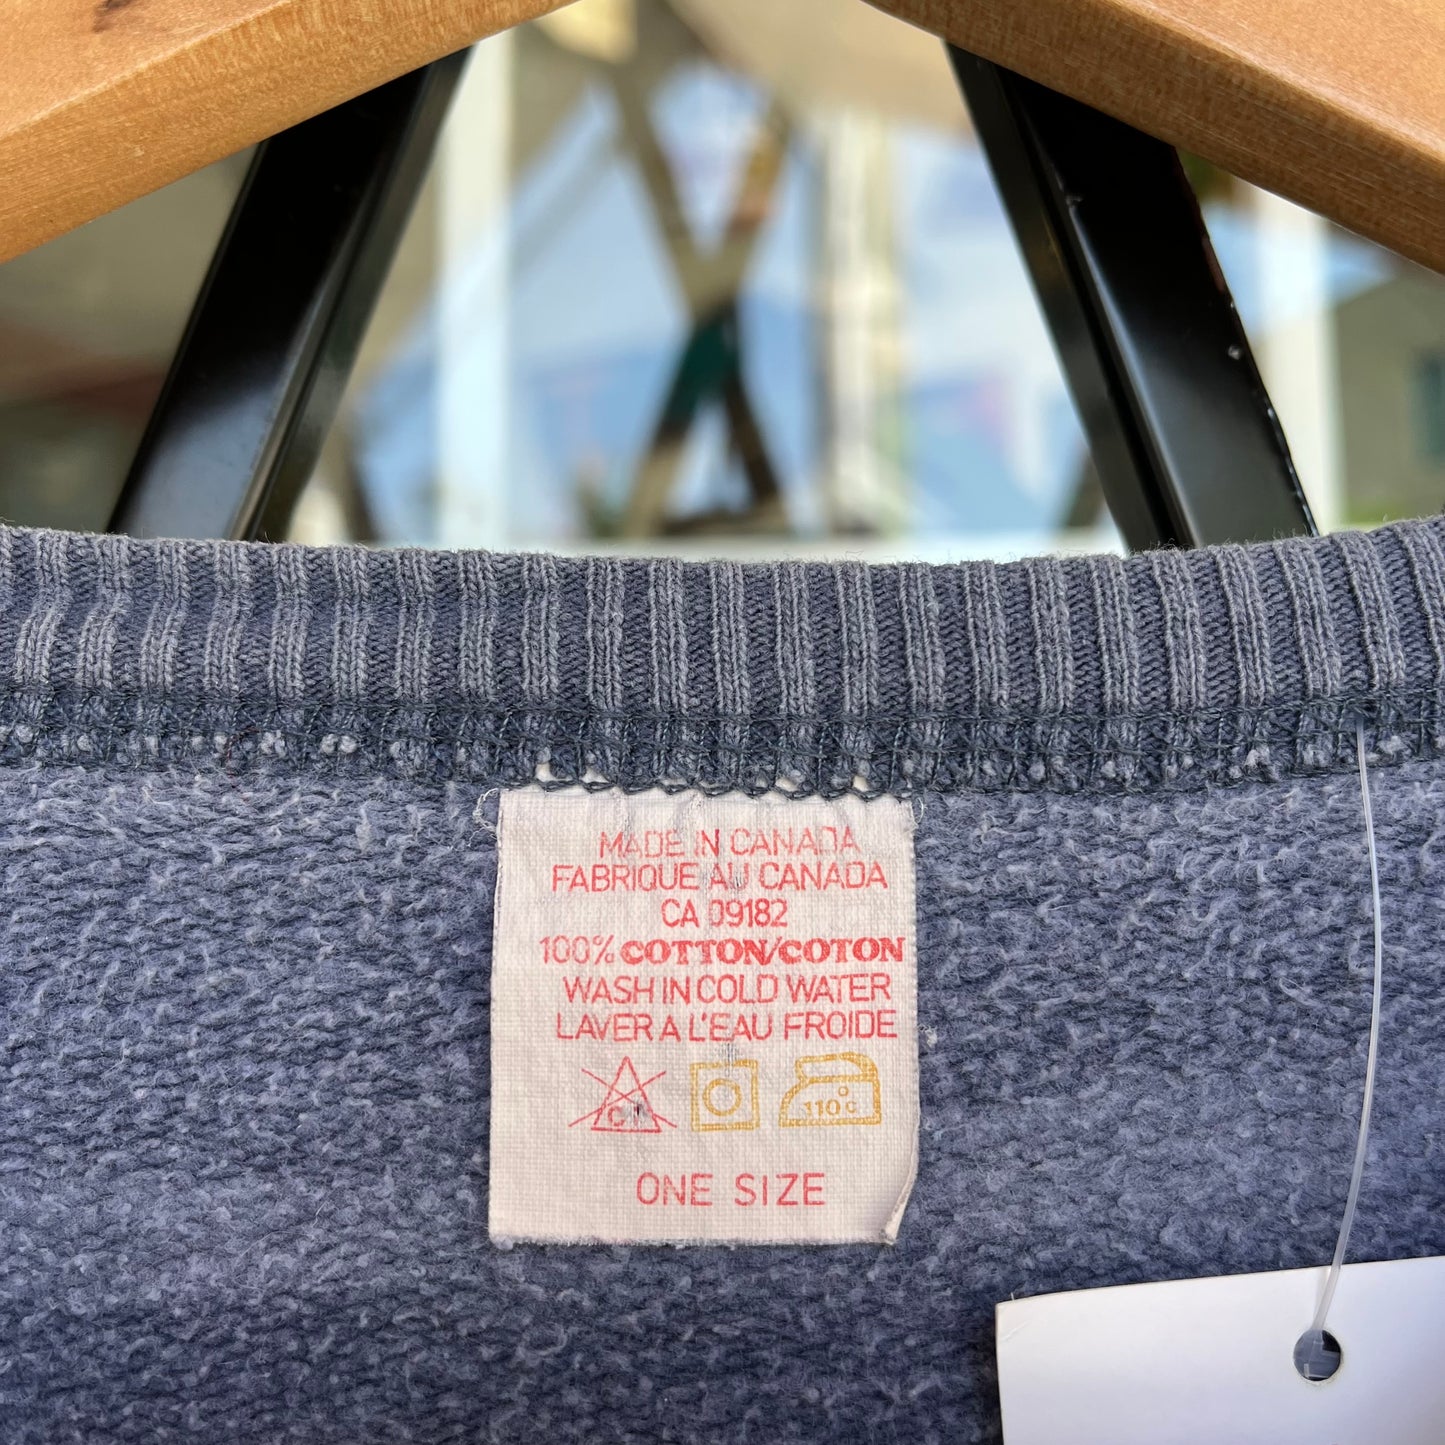 MADE IN CANADA
FABRIQUE AU CANADA
CA 09182
100% COTTON/COTON
WASH IN COLD WATER
LAVER A L'EAU FROIDE
110°C
ONE SIZE